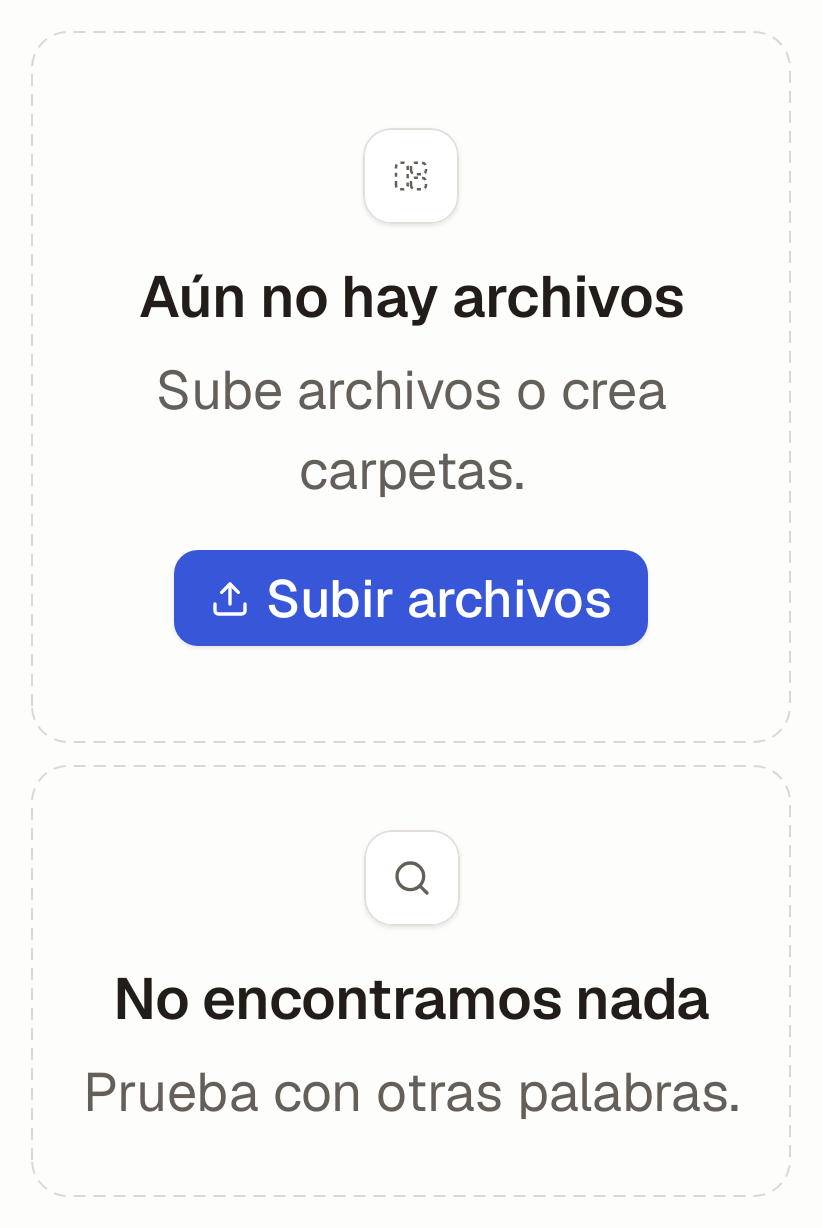 Aún no hay archivos
Sube archivos o crea
carpetas.
Subir archivos
No encontramos nada
Prueba con otras palabras.